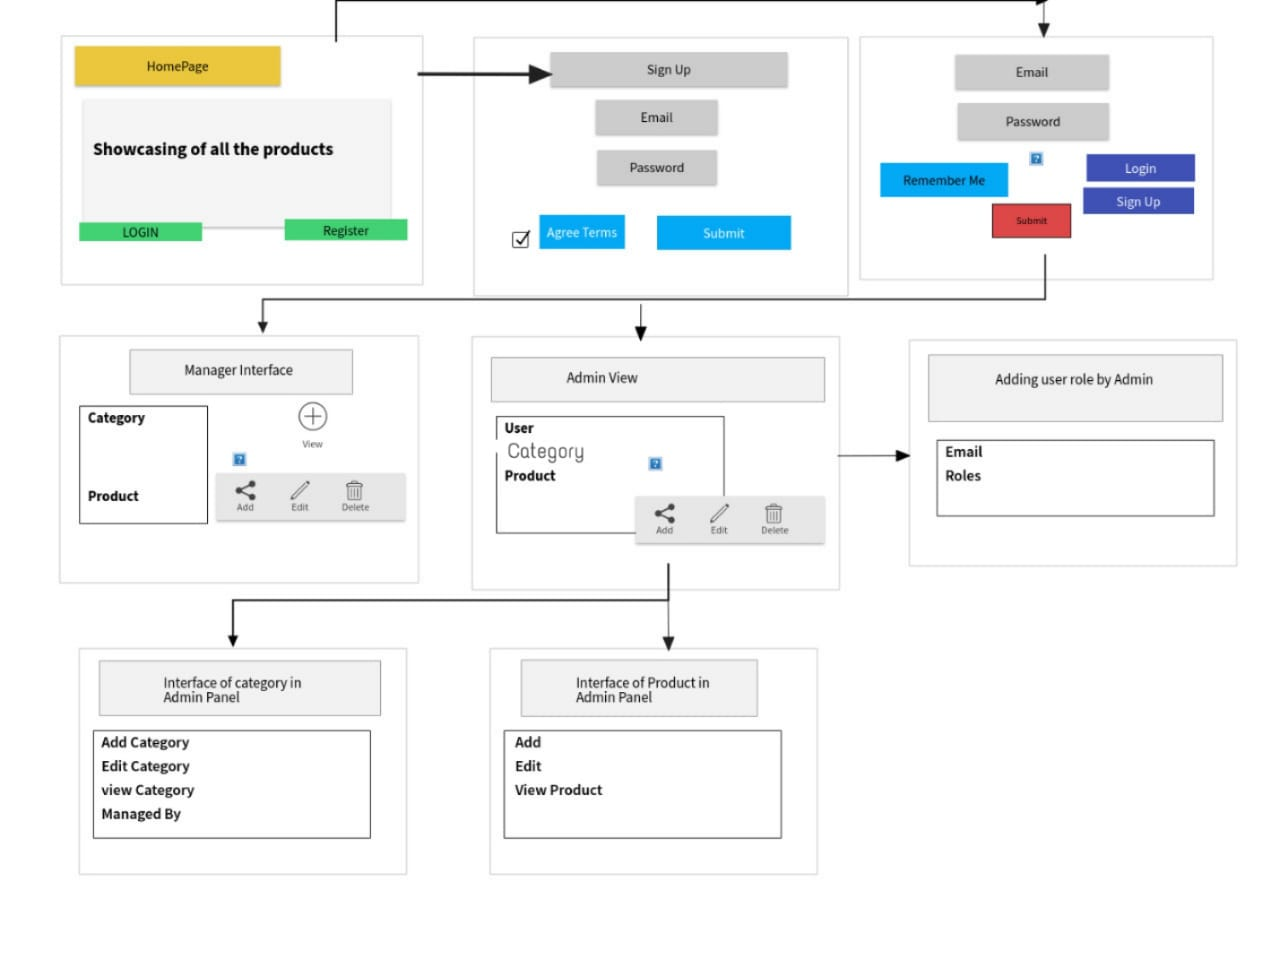 HomePage
Showcasing of all the products
LOGIN
Register
Sign Up
Email
Password
Agree Terms
Submit
Email
Password
?
Remember Me
Login
Sign Up
Submit
Manager Interface
Category
View
?
Product
Add
Edit
Delete
Admin View
User
Category
?
Product
Add
Edit
Delete
Adding user role by Admin
Email
Roles
Interface of category in
Admin Panel
Add Category
Edit Category
view Category
Managed By
Interface of Product in
Admin Panel
Add
Edit
View Product